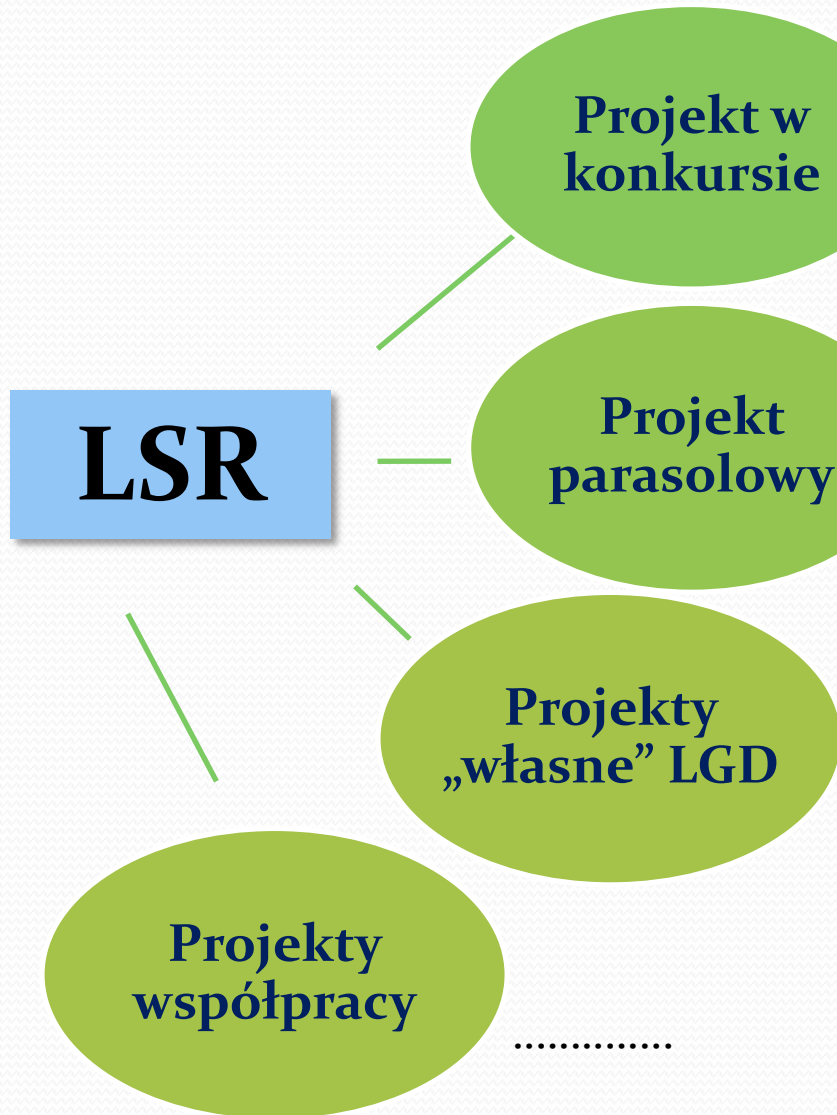 Projekt w
konkursie
LSR
Projekt
parasolowy
Projekty
„własne” LGD
Projekty
współpracy
..............